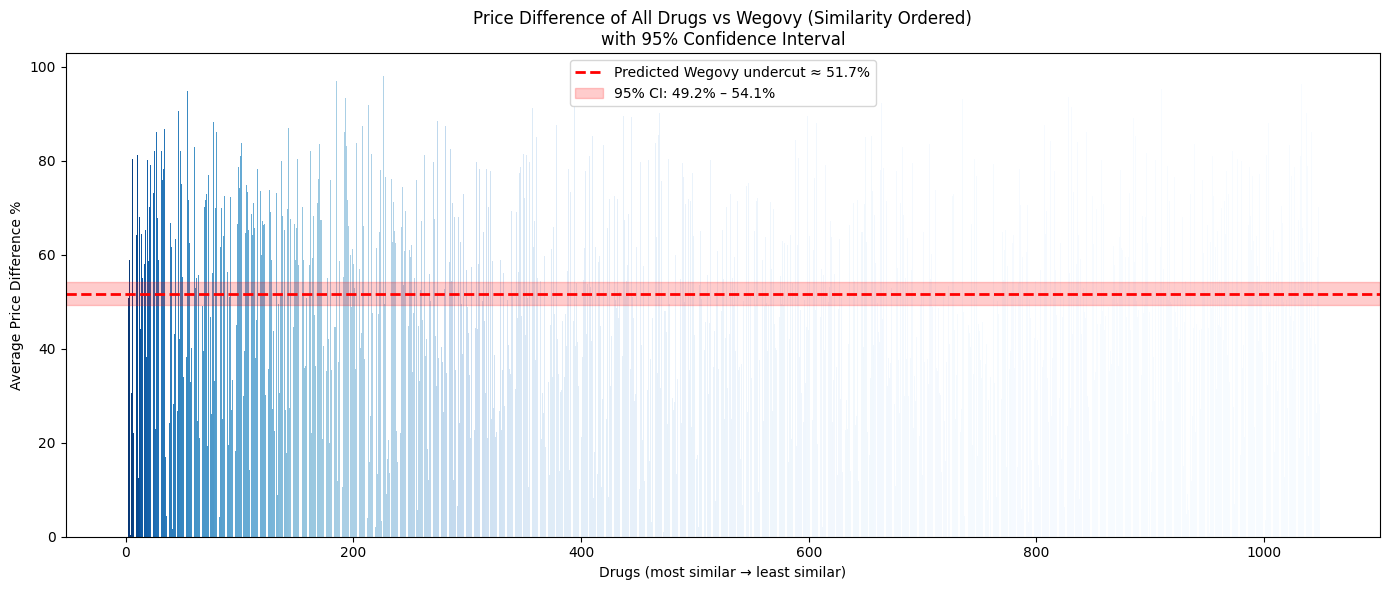 Price Difference of All Drugs vs Wegovy (Similarity Ordered)
with 95% Confidence Interval
Predicted Wegovy undercut ≈ 51.7%
95% CI: 49.2% – 54.1%
Average Price Difference %
100
80
60
40
20
0
0 200 400 600 800 1000
Drugs (most similar → least similar)